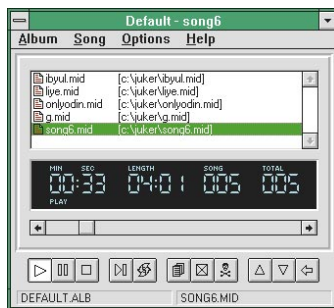 Default - song6
Album Song Options Help
ibyul.mid [c:\juker\ibyul.mid]
liye.mid [c:\juker\liye.mid]
onlyodin.mid [c:\juker\onlyodin.mid]
g.mid [c:\juker\g.mid]
song6.mid [c:\juker\song6.mid]
MIN SEC LENGTH SONG TOTAL
00:33 04:01 005 005
PLAY
DEFAULT.ALB SONG6.MID